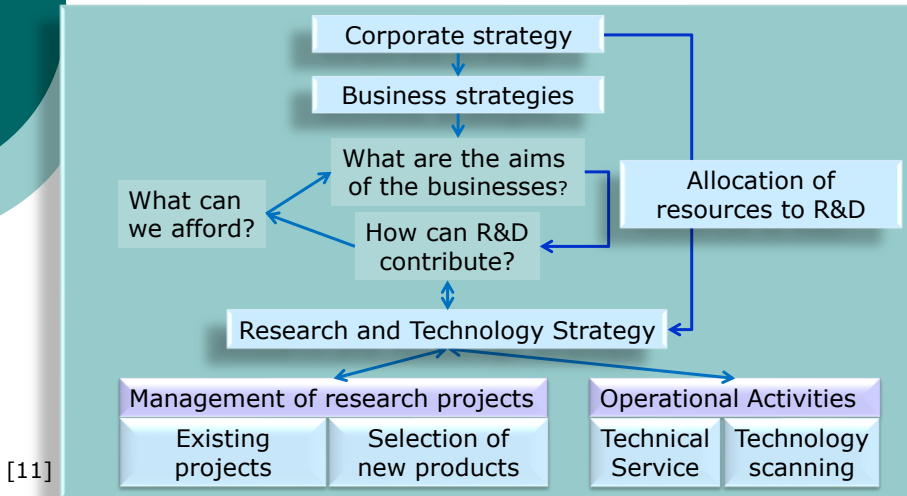 Corporate strategy
Business strategies
What are the aims
of the businesses?
Allocation of
resources to R&D
What can
we afford?
How can R&D
contribute?
Research and Technology Strategy
Management of research projects
Operational Activities
Existing
projects
Selection of
new products
Technical
Service
Technology
scanning
[11]